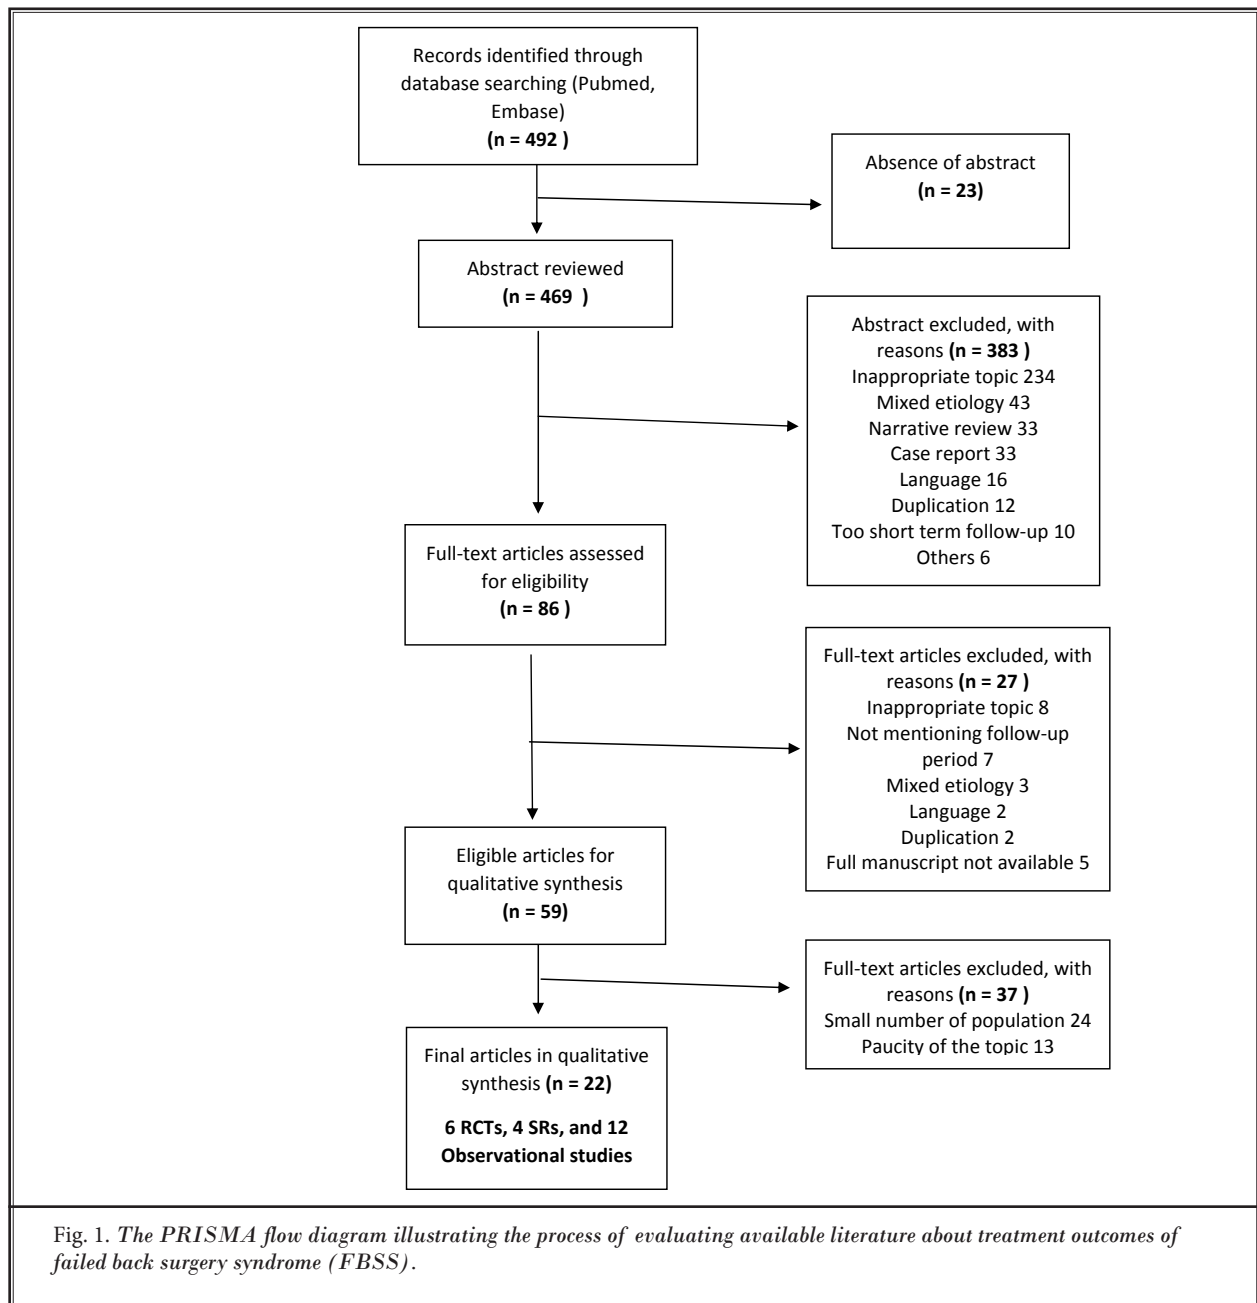 Records identified through
database searching (Pubmed,
Embase)
(n = 492 )
Absence of abstract
(n = 23)
Abstract reviewed
(n = 469  )
Abstract excluded, with
reasons (n = 383 )
Inappropriate topic 234
Mixed etiology 43
Narrative review 33
Case report 33
Language 16
Duplication 12
Too short term follow-up 10
Others 6
Full-text articles assessed
for eligibility
(n = 86 )
Full-text articles excluded, with
reasons (n = 27 )
Inappropriate topic 8
Not mentioning follow-up
period 7
Mixed etiology 3
Language 2
Duplication 2
Full manuscript not available 5
Eligible articles for
qualitative synthesis
(n = 59)
Full-text articles excluded, with
reasons (n = 37 )
Small number of population 24
Paucity of the topic 13
Final articles in qualitative
synthesis (n = 22)
6 RCTs, 4 SRs, and 12
Observational studies
Fig. 1. The PRISMA flow diagram illustrating the process of evaluating available literature about treatment outcomes of
failed back surgery syndrome (FBSS).